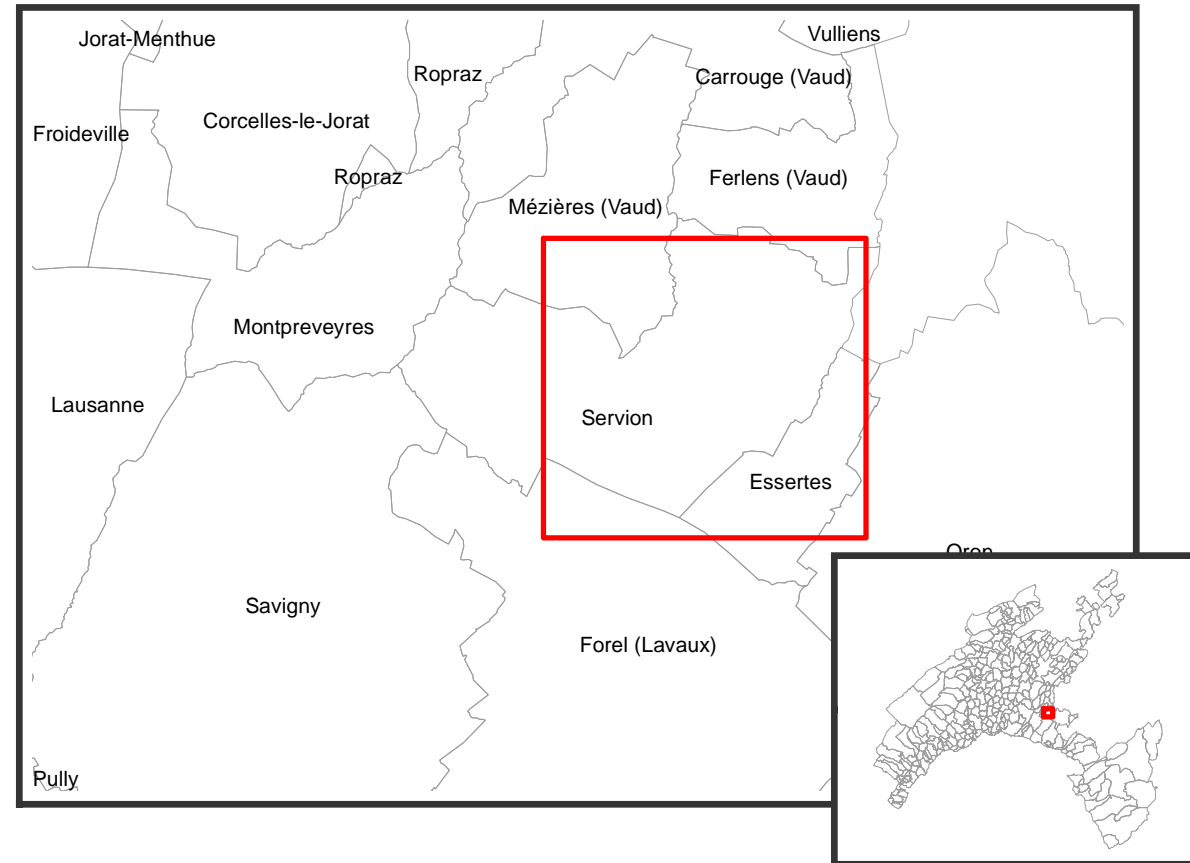 Jorat-Menthue
Vulliens
Ropraz
Carrouge (Vaud)
Froideville
Corcelles-le-Jorat
Ropraz
Ferlens (Vaud)
Mézières (Vaud)
Montpreveyres
Lausanne
Servion
Essertes
Oron
Savigny
Forel (Lavaux)
Pully